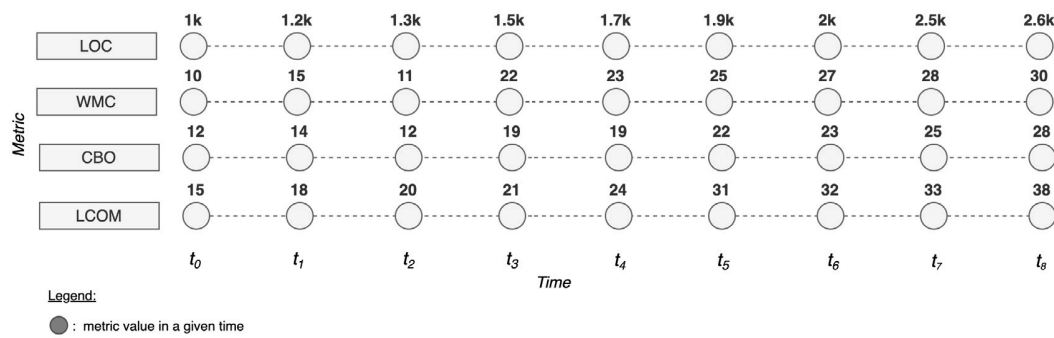 1k 1.2k 1.3k 1.5k 1.7k 1.9k 2k 2.5k 2.6k
LOC
10 15 11 22 23 25 27 28 30
WMC
12 14 12 19 19 22 23 25 28
CBO
15 18 20 21 24 31 32 33 38
LCOM
Metric
t0 t1 t2 t3 t4 t5 t6 t7 t8
Time
Legend:
: metric value in a given time